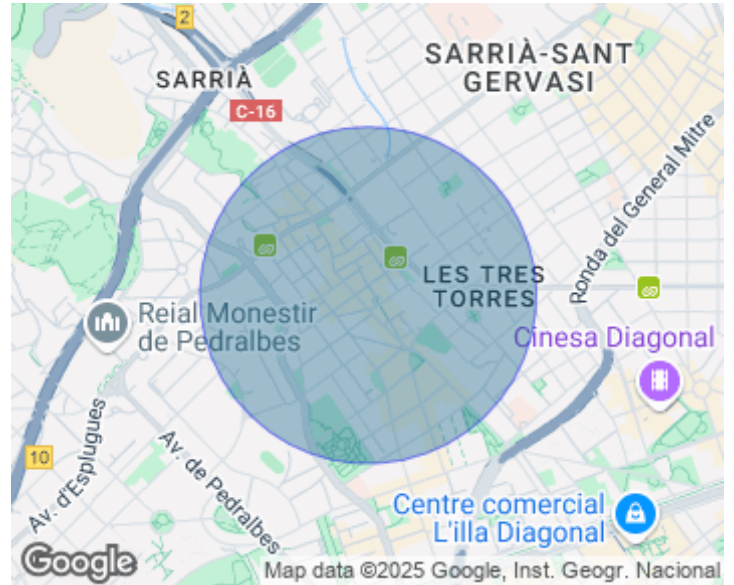 2
SARRIÀ-SANT
GERVASI
SARRIÀ
C-16
Ronda del General Mitre
LES TRES
TORRES
Reial Monestir
de Pedralbes
Cinesa Diagonal
10
Av. d'Esplugues
Av. de Pedralbes
Centre comercial
L'illa Diagonal
Google
Map data ©2025 Google, Inst. Geogr. Nacional